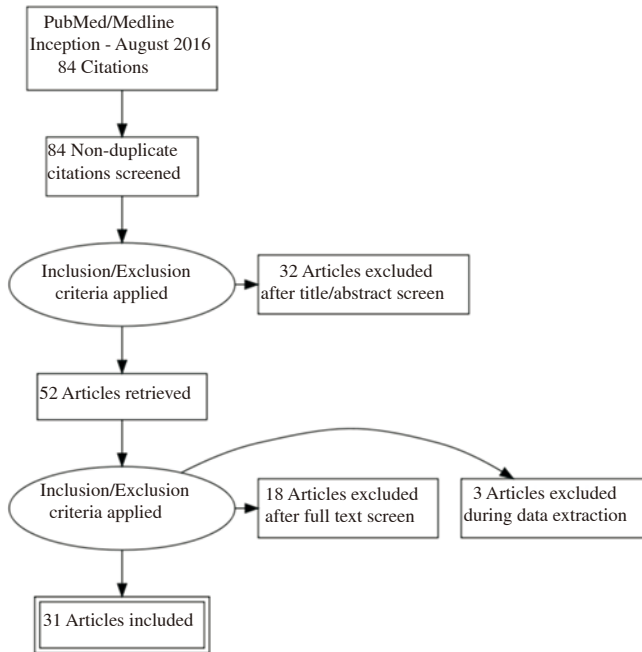 PubMed/Medline
Inception - August 2016
84 Citations
84 Non-duplicate
citations screened
Inclusion/Exclusion
criteria applied
32 Articles excluded
after title/abstract screen
52 Articles retrieved
Inclusion/Exclusion
criteria applied
18 Articles excluded
after full text screen
3 Articles excluded
during data extraction
31 Articles included